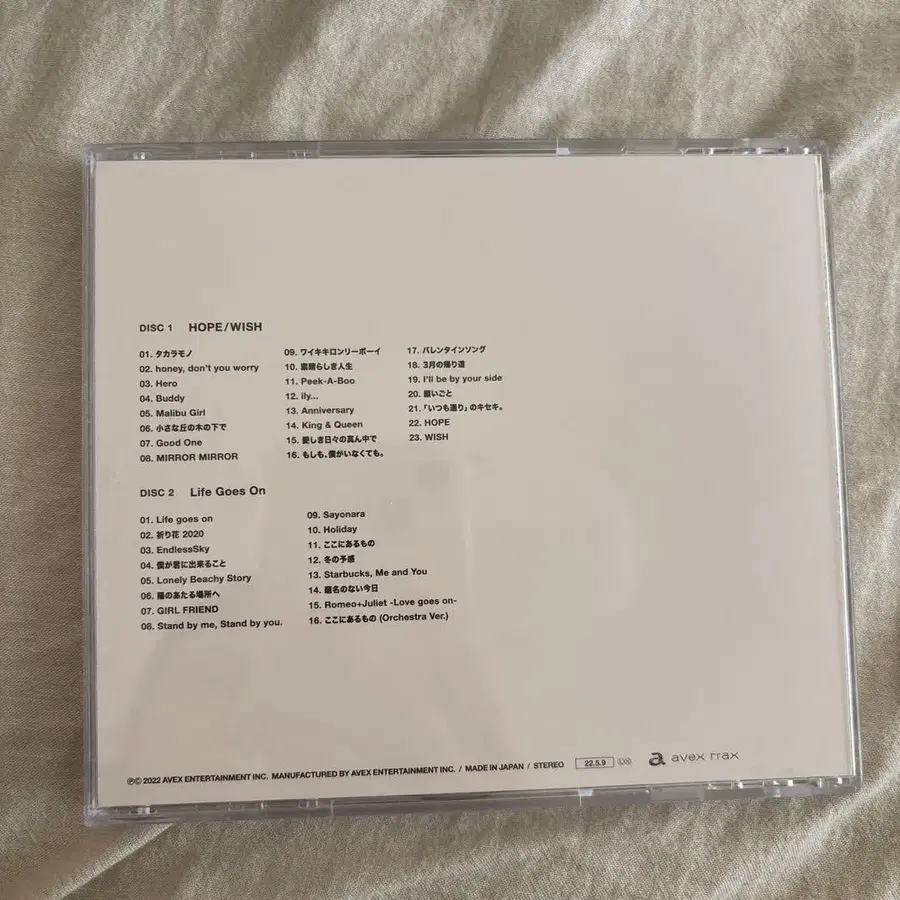 DISC 1 HOPE/WISH
01. タカラモノ
02. honey, don't you worry
03. Hero
04. Buddy
05. Malibu Girl
06. 小さな丘の木の下で
07. Good One
08. MIRROR MIRROR
09. ワイキキロンリーボーイ
10. 素晴らしき人生
11. Peek-A-Boo
12. ily...
13. Anniversary
14. King & Queen
15. 愛しき日々の真ん中で
16. もしも、僕がいなくても。
17. バレンタインソング
18. 3月の帰り道
19. I'll be by your side
20. 願いごと
21. 「いつも通り」のキセキ。
22. HOPE
23. WISH
DISC 2 Life Goes On
01. Life goes on
02. 祈り花 2020
03. EndlessSky
04. 僕が君に出来ること
05. Lonely Beachy Story
06. 陽のあたる場所へ
07. GIRL FRIEND
08. Stand by me, Stand by you.
09. Sayonara
10. Holiday
11. ここにあるもの
12. 冬の予感
13. Starbucks, Me and You
14. 題名のない今日
15. Romeo+Juliet -Love goes on-
16. ここにあるもの (Orchestra Ver.)
℗© 2022 AVEX ENTERTAINMENT INC. MANUFACTURED BY AVEX ENTERTAINMENT INC. / MADE IN JAPAN / STEREO 22.5.9 avex trax